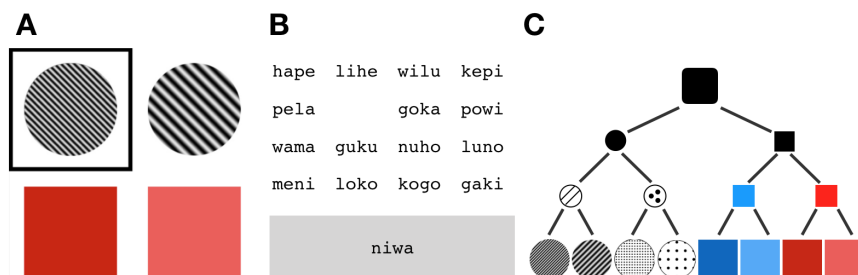 A B C
hape lihe wilu kepi
pela goka powi
wama guku nuho luno
meni loko kogo gaki
niwa